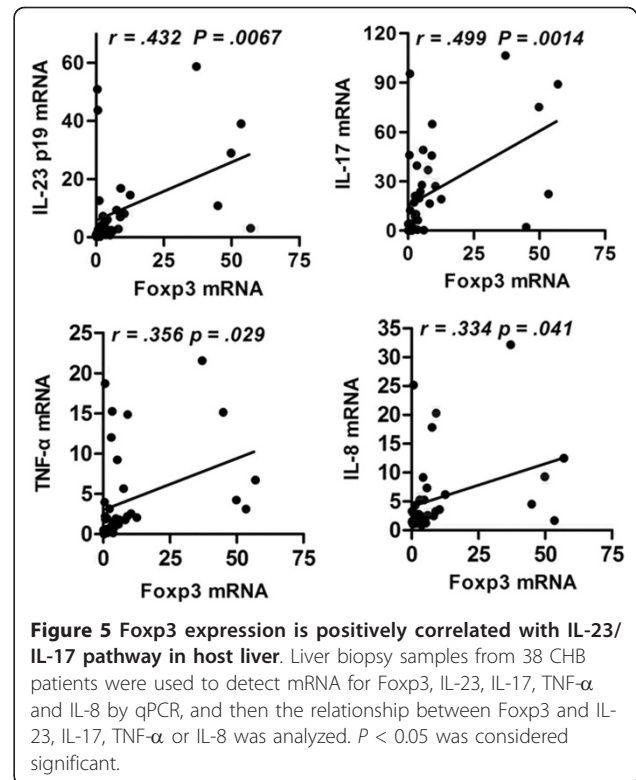 r = .432 P = .0067
IL-23 p19 mRNA
60
40
20
0
0 25 50 75
Foxp3 mRNA
r = .499 P = .0014
IL-17 mRNA
120
90
60
30
0
0 25 50 75
Foxp3 mRNA
r = .356 p = .029
TNF-α mRNA
25
20
15
10
5
0
0 25 50 75
Foxp3 mRNA
r = .334 p = .041
IL-8 mRNA
35
30
25
20
15
10
5
0
0 25 50 75
Foxp3 mRNA
Figure 5 Foxp3 expression is positively correlated with IL-23/
IL-17 pathway in host liver. Liver biopsy samples from 38 CHB
patients were used to detect mRNA for Foxp3, IL-23, IL-17, TNF-α
and IL-8 by qPCR, and then the relationship between Foxp3 and IL-
23, IL-17, TNF-α or IL-8 was analyzed. P < 0.05 was considered
significant.